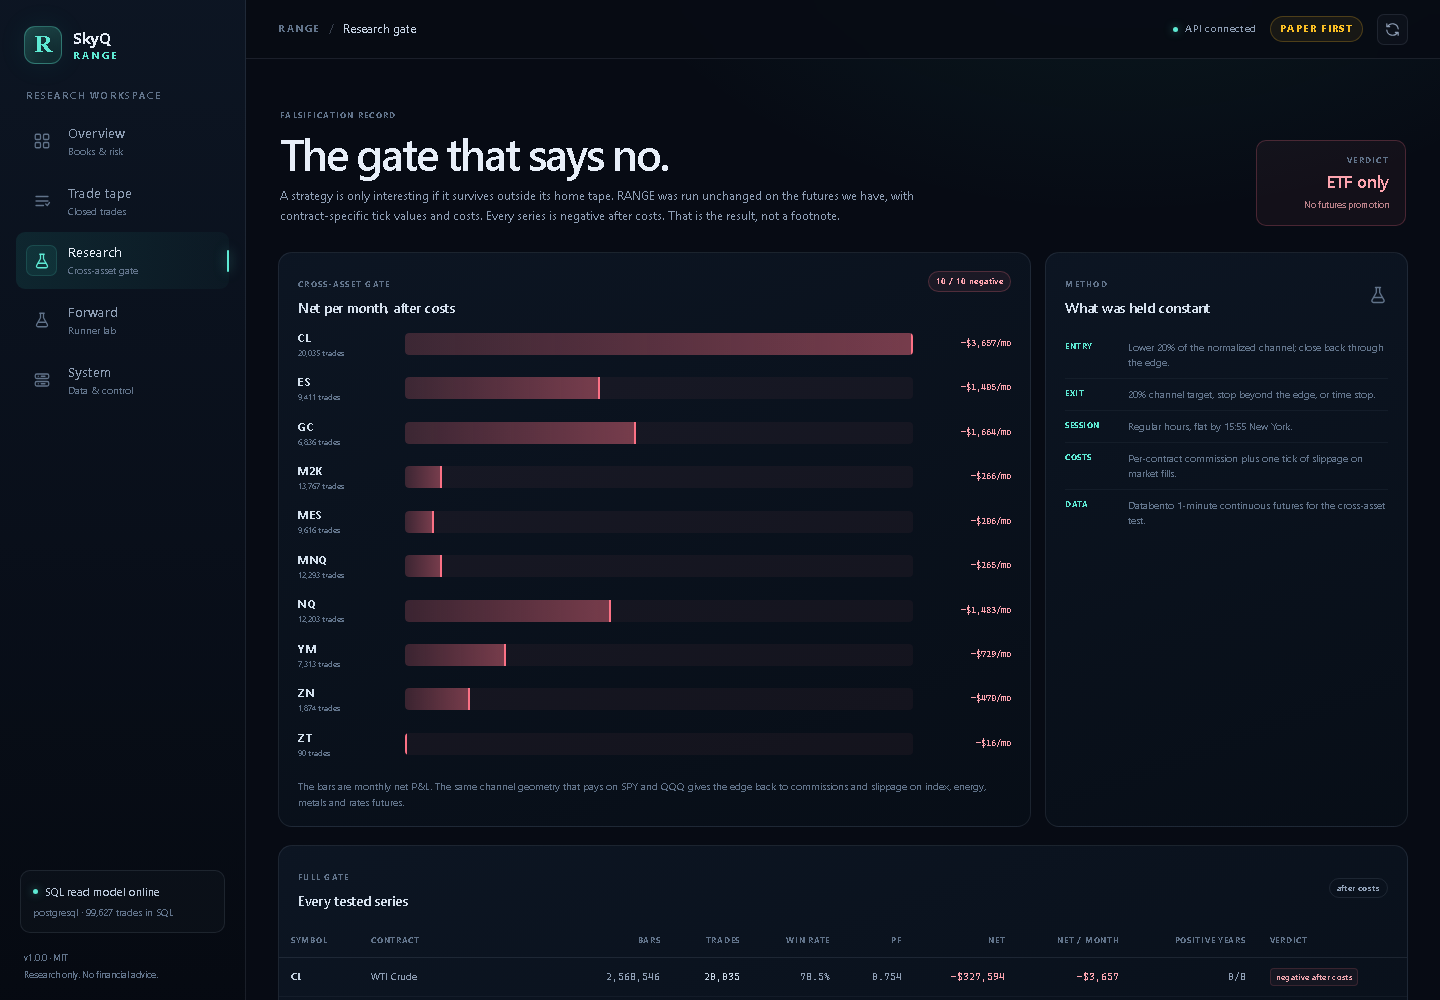 R
SkyQ
RANGE
RESEARCH WORKSPACE
Overview
Books & risk
Trade tape
Closed trades
Research
Cross-asset gate
Forward
Runner lab
System
Data & control
SQL read model online
postgresql · 99,627 trades in SQL
v1.0.0 · MIT
Research only. No financial advice.
RANGE / Research gate
API connected
PAPER FIRST
FALSIFICATION RECORD
The gate that says no.
A strategy is only interesting if it survives outside its home tape. RANGE was run unchanged on the futures we have, with
contract-specific tick values and costs. Every series is negative after costs. That is the result, not a footnote.
VERDICT
ETF only
No futures promotion
CROSS-ASSET GATE
10 / 10 negative
Net per month, after costs
CL
20,035 trades
−$3,657/mo
ES
9,411 trades
−$1,405/mo
GC
6,836 trades
−$1,664/mo
M2K
13,767 trades
−$266/mo
MES
9,616 trades
−$206/mo
MNQ
12,293 trades
−$265/mo
NQ
12,203 trades
−$1,483/mo
YM
7,313 trades
−$729/mo
ZN
1,874 trades
−$470/mo
ZT
90 trades
−$16/mo
The bars are monthly net P&L. The same channel geometry that pays on SPY and QQQ gives the edge back to commissions and slippage on index, energy,
metals and rates futures.
METHOD
What was held constant
ENTRY
Lower 20% of the normalized channel; close back through
the edge.
EXIT
20% channel target, stop beyond the edge, or time stop.
SESSION
Regular hours, flat by 15:55 New York.
COSTS
Per-contract commission plus one tick of slippage on
market fills.
DATA
Databento 1-minute continuous futures for the cross-asset
test.
FULL GATE
Every tested series
after costs
SYMBOL CONTRACT BARS TRADES WIN RATE PF NET NET / MONTH POSITIVE YEARS VERDICT
CL WTI Crude 2,560,546 20,035 70.5% 0.754 −$327,594 −$3,657 0/8 negative after costs